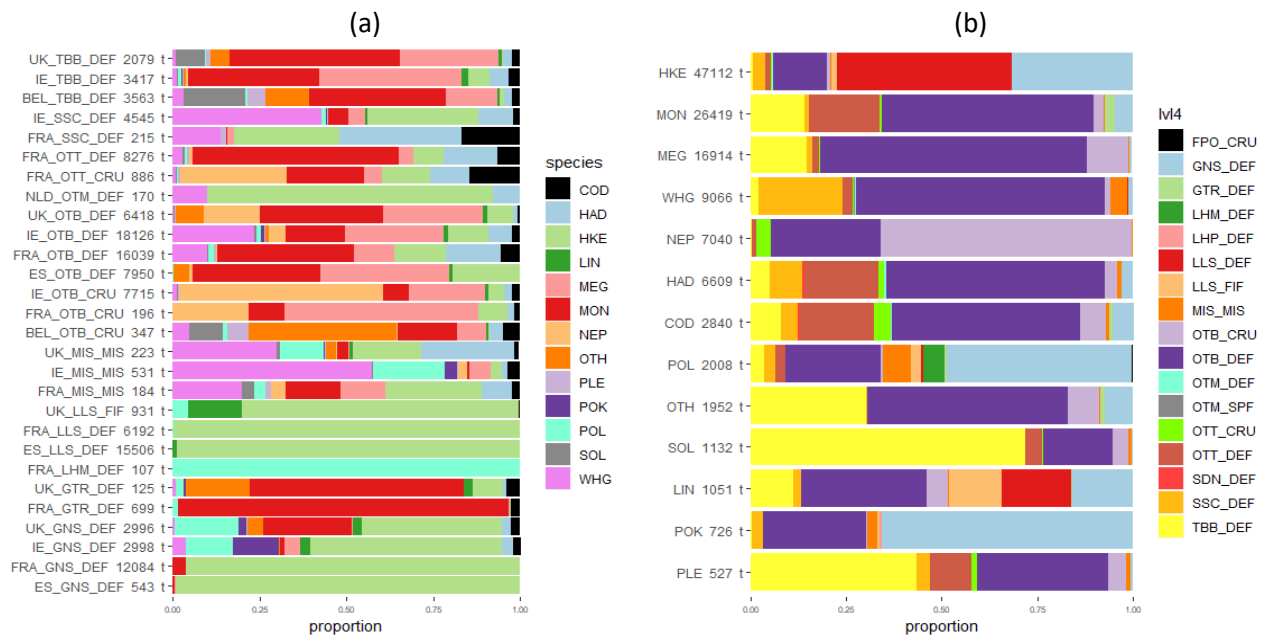 (a)
UK_TBB_DEF 2079 t
IE_TBB_DEF 3417 t
BEL_TBB_DEF 3563 t
IE_SSC_DEF 4545 t
FRA_SSC_DEF 215 t
FRA_OTT_DEF 8276 t
FRA_OTT_CRU 886 t
NLD_OTM_DEF 170 t
UK_OTB_DEF 6418 t
IE_OTB_DEF 18126 t
FRA_OTB_DEF 16039 t
ES_OTB_DEF 7950 t
IE_OTB_CRU 7715 t
FRA_OTB_CRU 196 t
BEL_OTB_CRU 347 t
UK_MIS_MIS 223 t
IE_MIS_MIS 531 t
FRA_MIS_MIS 184 t
UK_LLS_FIF 931 t
FRA_LLS_DEF 6192 t
ES_LLS_DEF 15506 t
FRA_LHM_DEF 107 t
UK_GTR_DEF 125 t
FRA_GTR_DEF 699 t
UK_GNS_DEF 2996 t
IE_GNS_DEF 2998 t
FRA_GNS_DEF 12084 t
ES_GNS_DEF 543 t
0.00 0.25 0.50 0.75 1.00
proportion
species
COD
HAD
HKE
LIN
MEG
MON
NEP
OTH
PLE
POK
POL
SOL
WHG
(b)
HKE 47112 t
MON 26419 t
MEG 16914 t
WHG 9066 t
NEP 7040 t
HAD 6609 t
COD 2840 t
POL 2008 t
OTH 1952 t
SOL 1132 t
LIN 1051 t
POK 726 t
PLE 527 t
0.00 0.25 0.50 0.75 1.00
proportion
lvl4
FPO_CRU
GNS_DEF
GTR_DEF
LHM_DEF
LHP_DEF
LLS_DEF
LLS_FIF
MIS_MIS
OTB_CRU
OTB_DEF
OTM_DEF
OTM_SPF
OTT_CRU
OTT_DEF
SDN_DEF
SSC_DEF
TBB_DEF